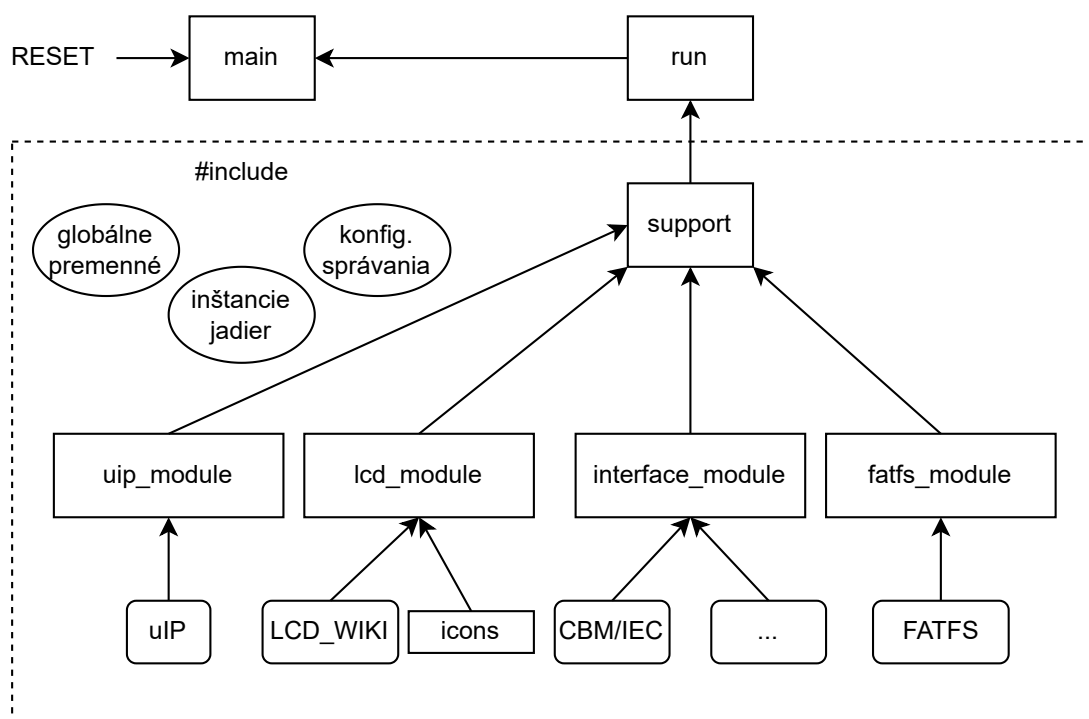 RESET
main
run
#include
support
globálne
premenné
konfig.
správania
inštancie
jadier
uip_module
lcd_module
interface_module
fatfs_module
uIP
LCD_WIKI
icons
CBM/IEC
...
FATFS